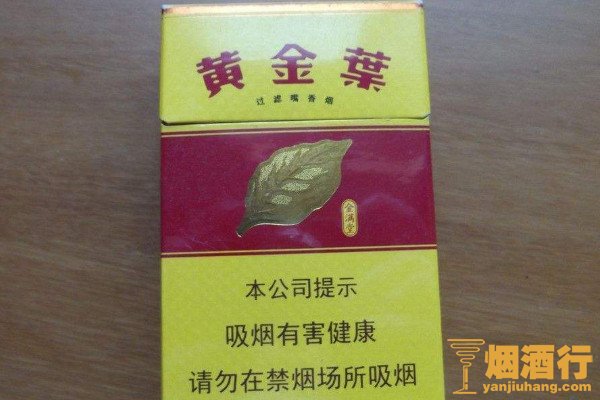 黄金葉
过滤嘴香烟
金满堂
本公司提示
吸烟有害健康
请勿在禁烟场所吸烟
烟酒行
yanjiuhang.com